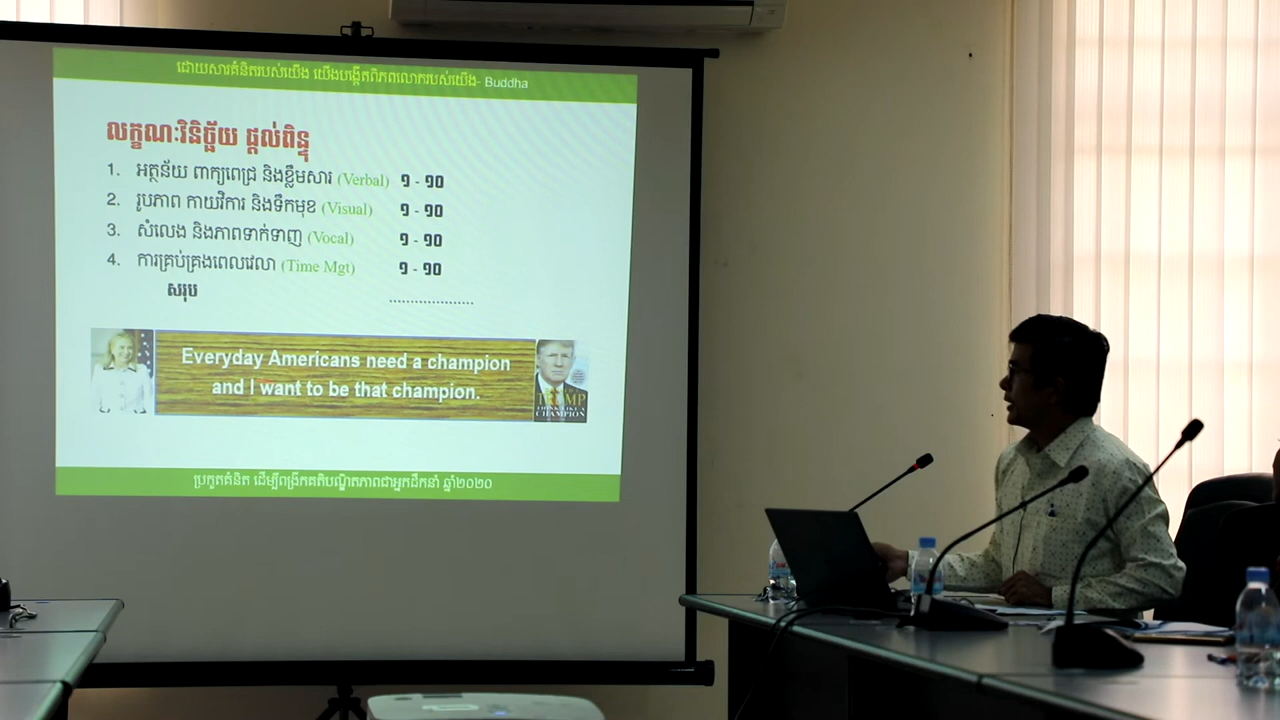 ដោយសារគំនិតរបស់យើង យើងបង្កើតពិភពលោករបស់យើង- Buddha
លក្ខណៈវិនិច្ឆ័យ ផ្តល់ពិន្ទុ
1. អត្ថន័យ ពាក្យពេជ្រ និងខ្លឹមសារ (Verbal) ១ - ១០
2. រូបភាព កាយវិការ និងទឹកមុខ (Visual) ១ - ១០
3. សំលេង និងភាពទាក់ទាញ (Vocal) ១ - ១០
4. ការគ្រប់គ្រងពេលវេលា (Time Mgt) ១ - ១០
សរុប ......................
Everyday Americans need a champion
and I want to be that champion.
TRUMP
THINK LIKE A
CHAMPION
ប្រកួតគំនិត ដើម្បីពង្រីកគតិបណ្ឌិតភាពជាអ្នកដឹកនាំ ឆ្នាំ២០២០